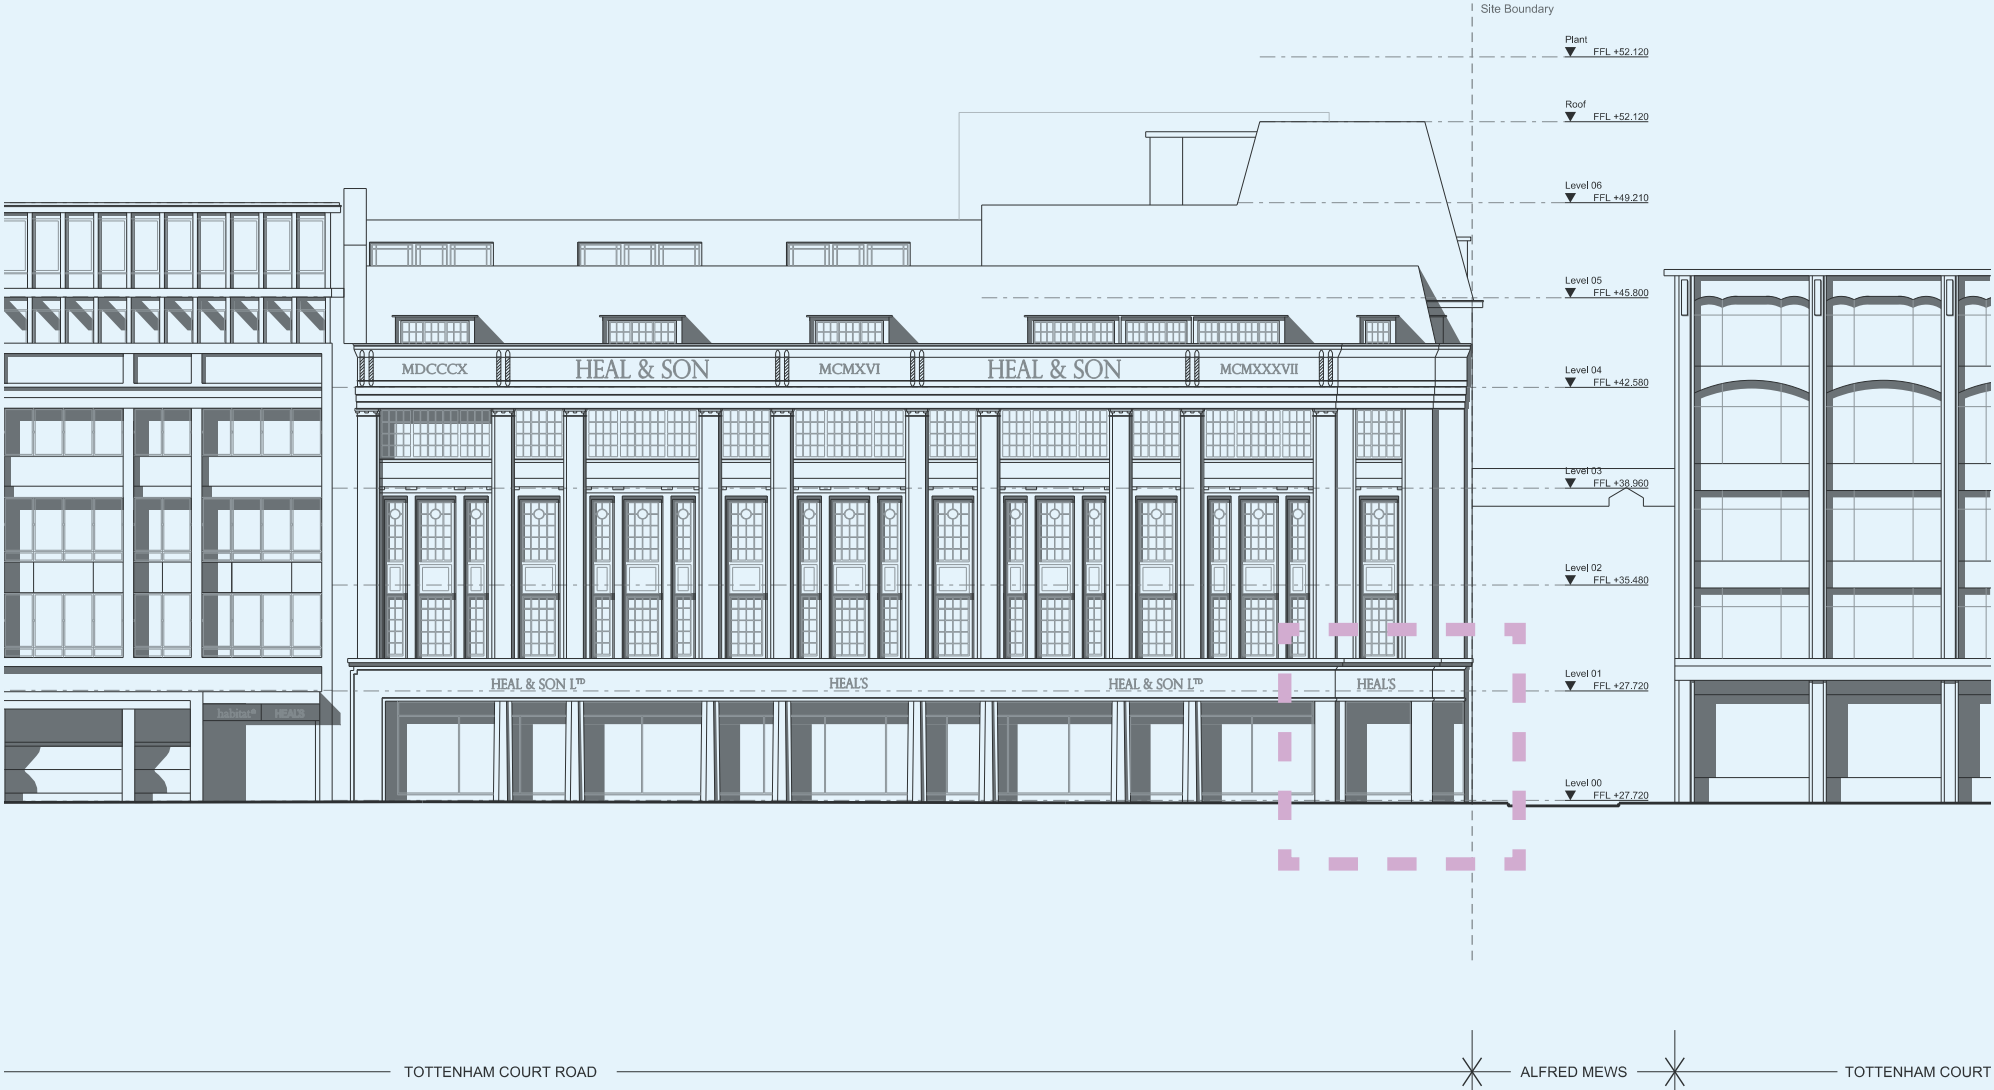 Site Boundary
Plant
FFL +52.120
Roof
FFL +52.120
Level 06
FFL +49.210
Level 05
FFL +45.800
MDCCCX HEAL & SON MCMXVI HEAL & SON MCMXXXVII
Level 04
FFL +42.580
Level 03
FFL +38.960
Level 02
FFL +35.480
HEAL & SON LTD HEAL'S HEAL & SON LTD HEAL'S
Level 01
FFL +27.720
habitat® HEAL'S
Level 00
FFL +27.720
TOTTENHAM COURT ROAD ALFRED MEWS TOTTENHAM COURT